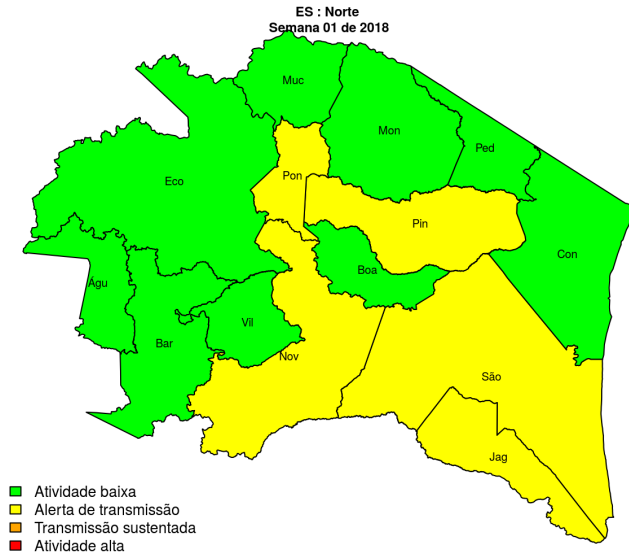 ES : Norte
Semana 01 de 2018
Muc
Mon
Ped
Pon
Eco
Pin
Con
Boa
Águ
Vil
Bar
Nov
São
Jag
Atividade baixa
Alerta de transmissão
Transmissão sustentada
Atividade alta